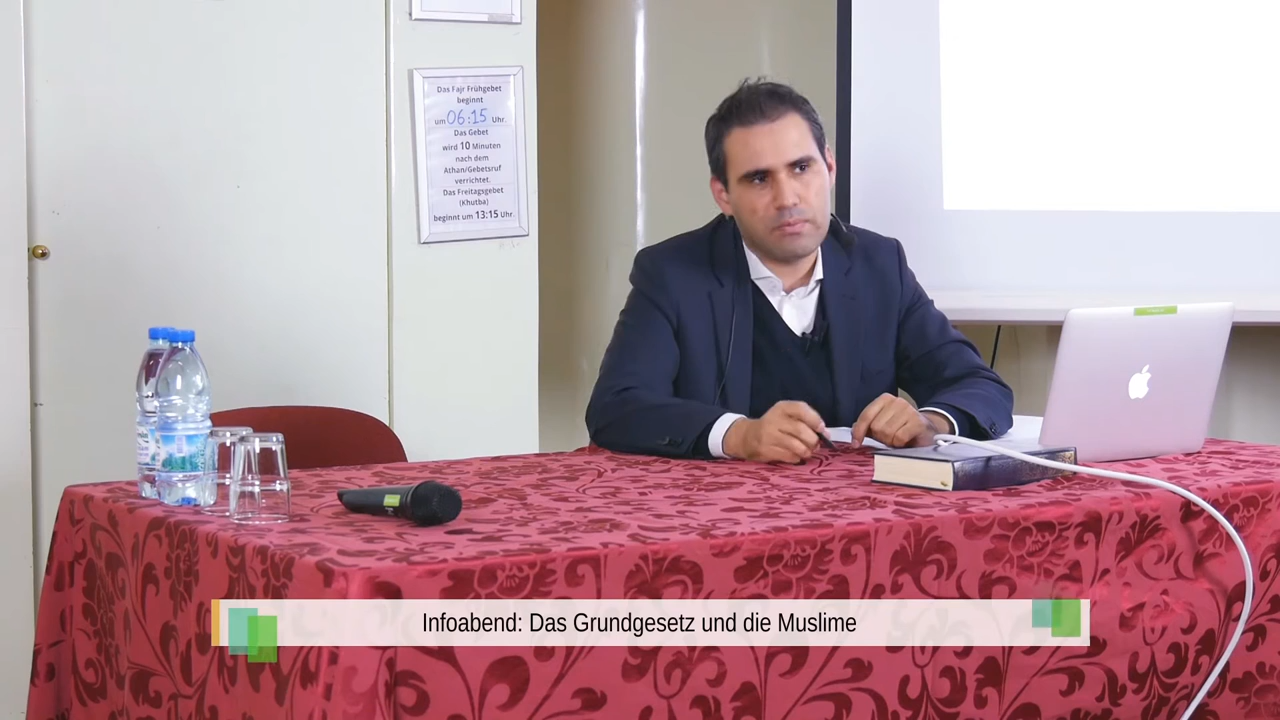 Das Fajr Frühgebet
beginnt
um 06:15 Uhr.
Das Gebet
wird 10 Minuten
nach dem
Athan/Gebetsruf
verrichtet.
Das Freitagsgebet
(Khutba)
beginnt um 13:15 Uhr.
Infoabend: Das Grundgesetz und die Muslime